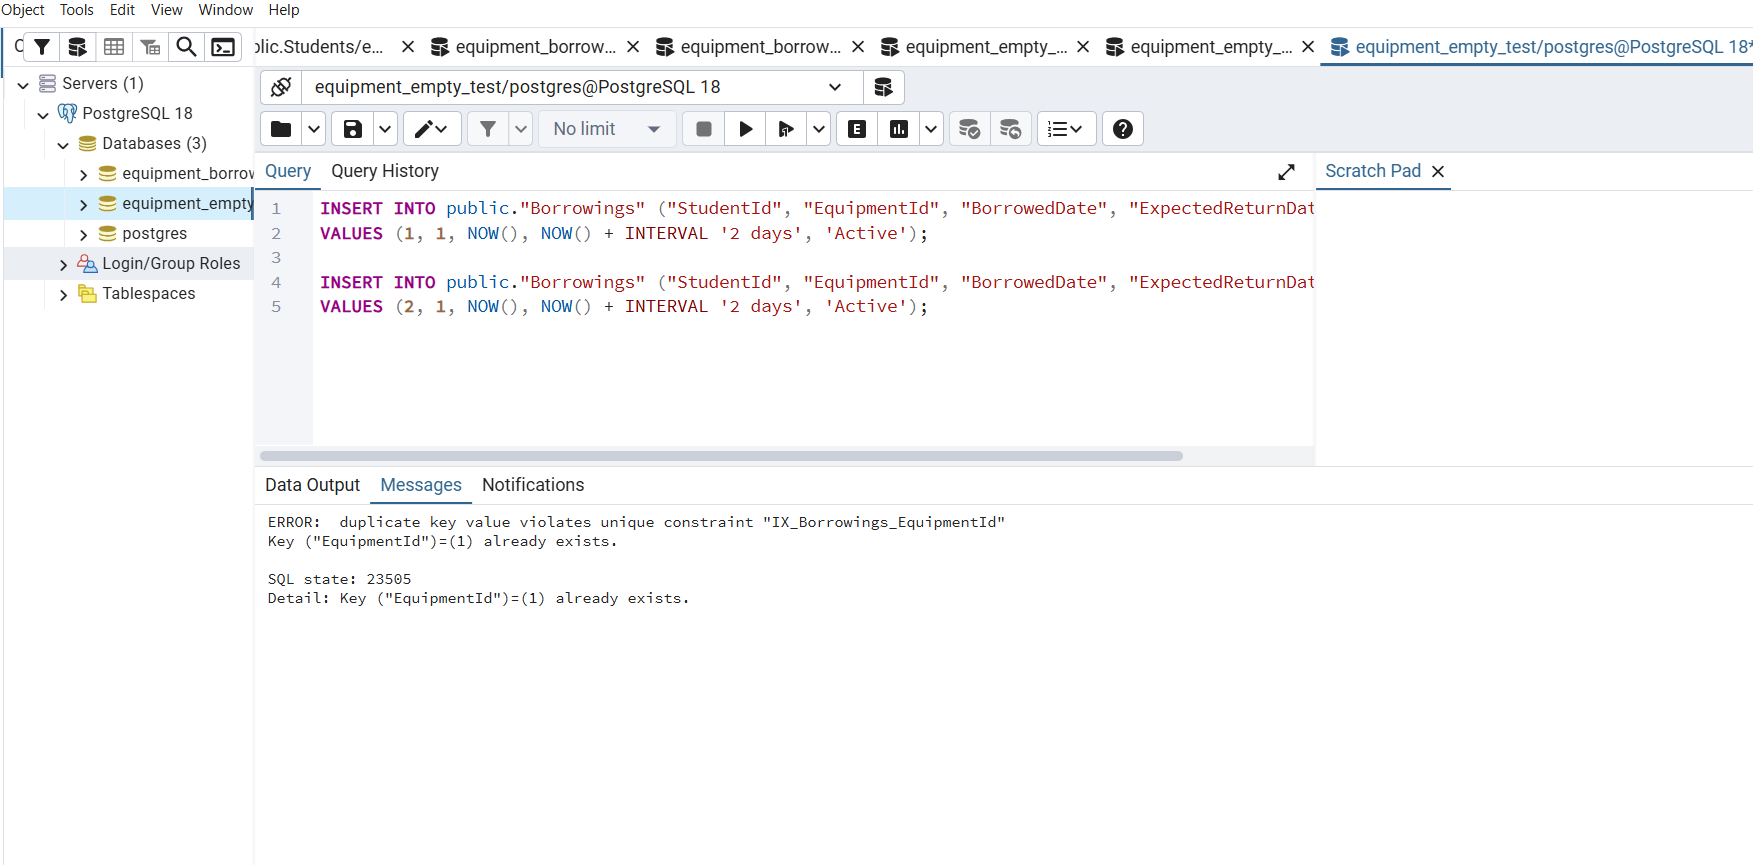 Object Tools Edit View Window Help
blic.Students/e... equipment_borrow... equipment_borrow... equipment_empty_... equipment_empty_... equipment_empty_test/postgres@PostgreSQL 18*
Servers (1)
PostgreSQL 18
Databases (3)
equipment_borrow
equipment_empty
postgres
Login/Group Roles
Tablespaces
equipment_empty_test/postgres@PostgreSQL 18
No limit
E
Query Query History
Scratch Pad
1 INSERT INTO public."Borrowings" ("StudentId", "EquipmentId", "BorrowedDate", "ExpectedReturnDat
2 VALUES (1, 1, NOW(), NOW() + INTERVAL '2 days', 'Active');
3
4 INSERT INTO public."Borrowings" ("StudentId", "EquipmentId", "BorrowedDate", "ExpectedReturnDat
5 VALUES (2, 1, NOW(), NOW() + INTERVAL '2 days', 'Active');
Data Output Messages Notifications
ERROR:  duplicate key value violates unique constraint "IX_Borrowings_EquipmentId"
Key ("EquipmentId")=(1) already exists.
SQL state: 23505
Detail: Key ("EquipmentId")=(1) already exists.